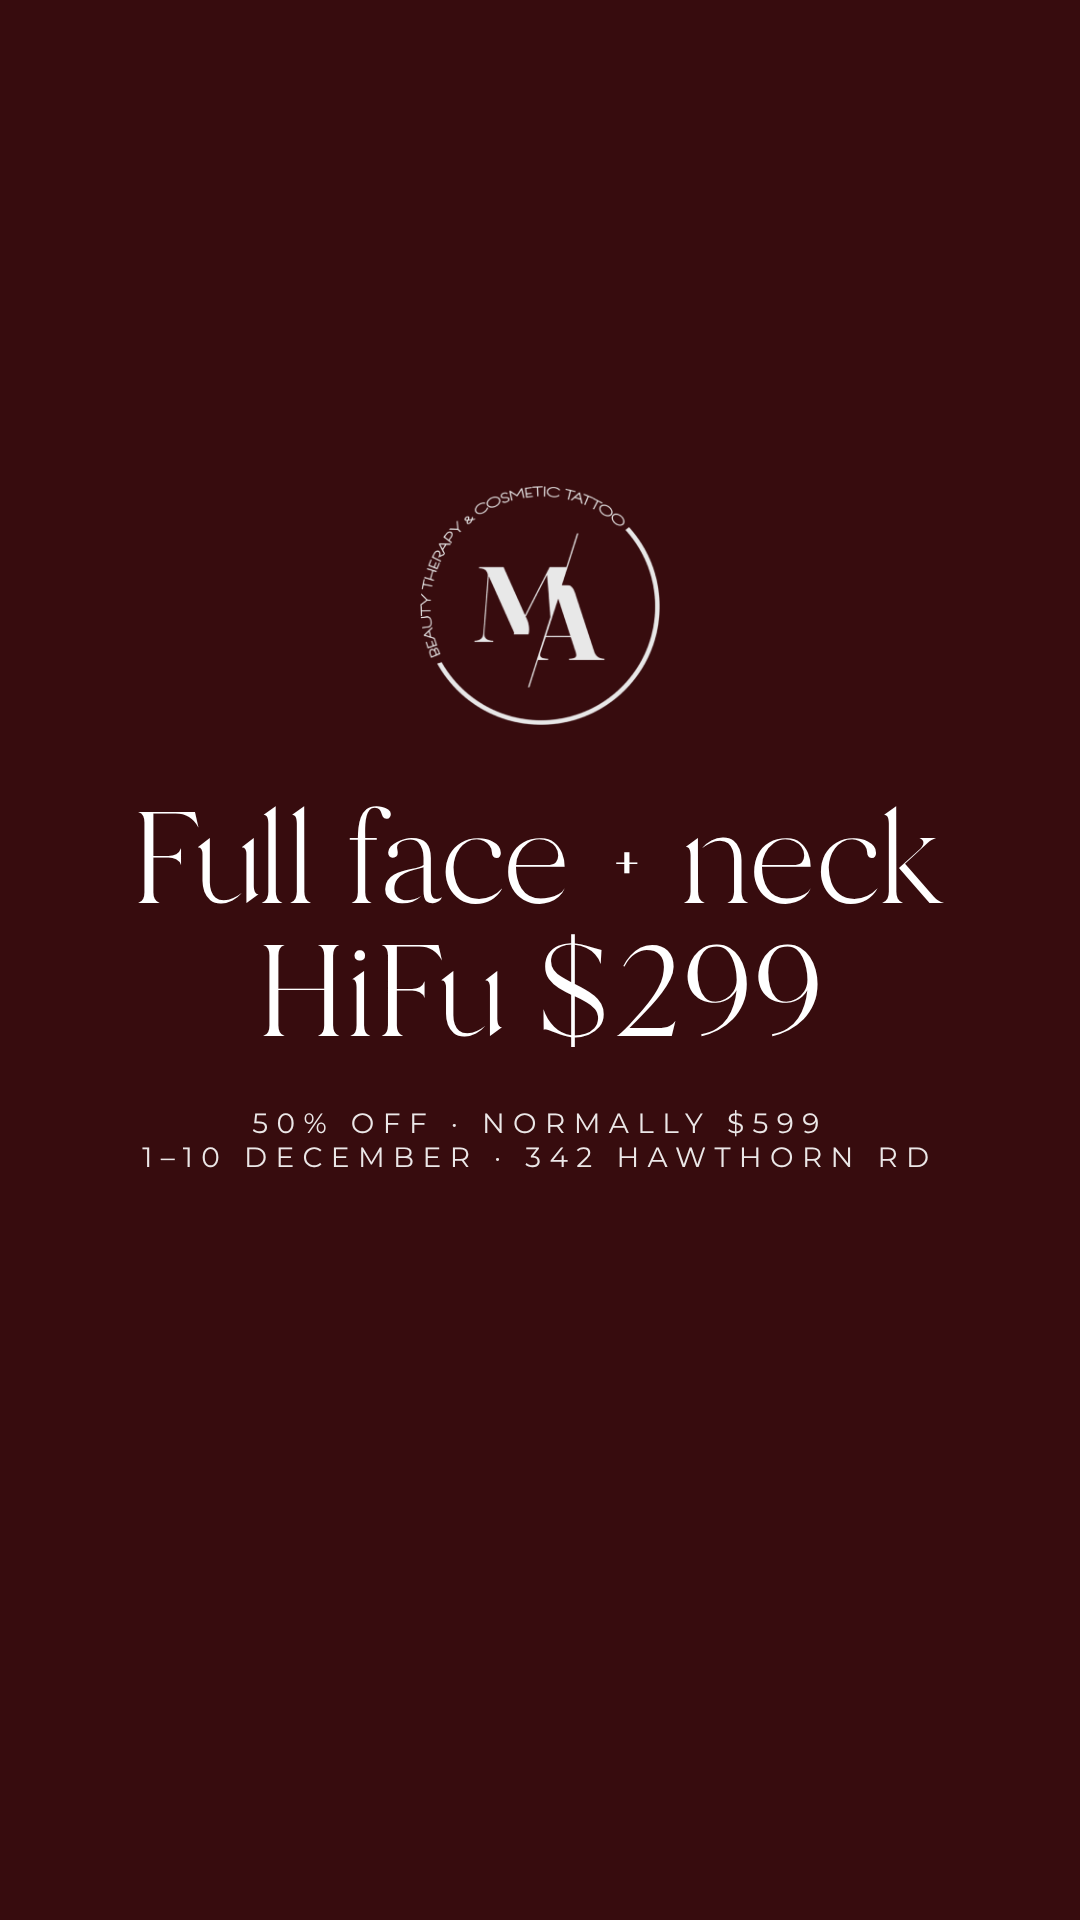 BEAUTY THERAPY & COSMETIC TATTOO
MA
Full face + neck
HiFu $299
50% OFF · NORMALLY $599
1–10 DECEMBER · 342 HAWTHORN RD